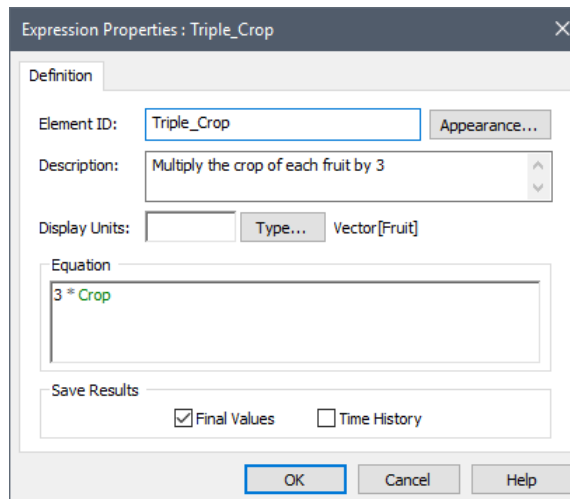 Expression Properties : Triple_Crop
Definition
Element ID: Triple_Crop Appearance...
Description: Multiply the crop of each fruit by 3
Display Units: Type... Vector[Fruit]
Equation
3 * Crop
Save Results
Final Values Time History
OK Cancel Help